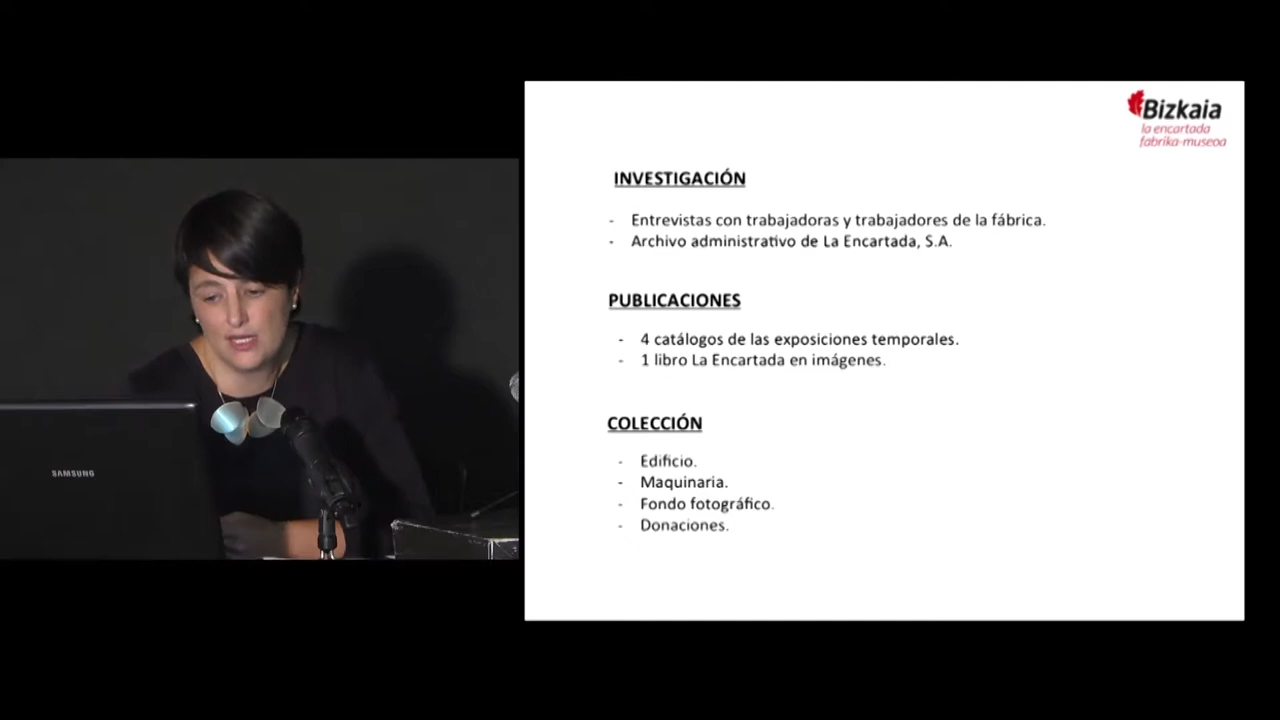 Bizkaia
la encartada
fabrika-museoa
INVESTIGACIÓN
- Entrevistas con trabajadoras y trabajadores de la fábrica.
- Archivo administrativo de La Encartada, S.A.
PUBLICACIONES
- 4 catálogos de las exposiciones temporales.
- 1 libro La Encartada en imágenes.
COLECCIÓN
- Edificio.
- Maquinaria.
- Fondo fotográfico.
- Donaciones.
SAMSUNG